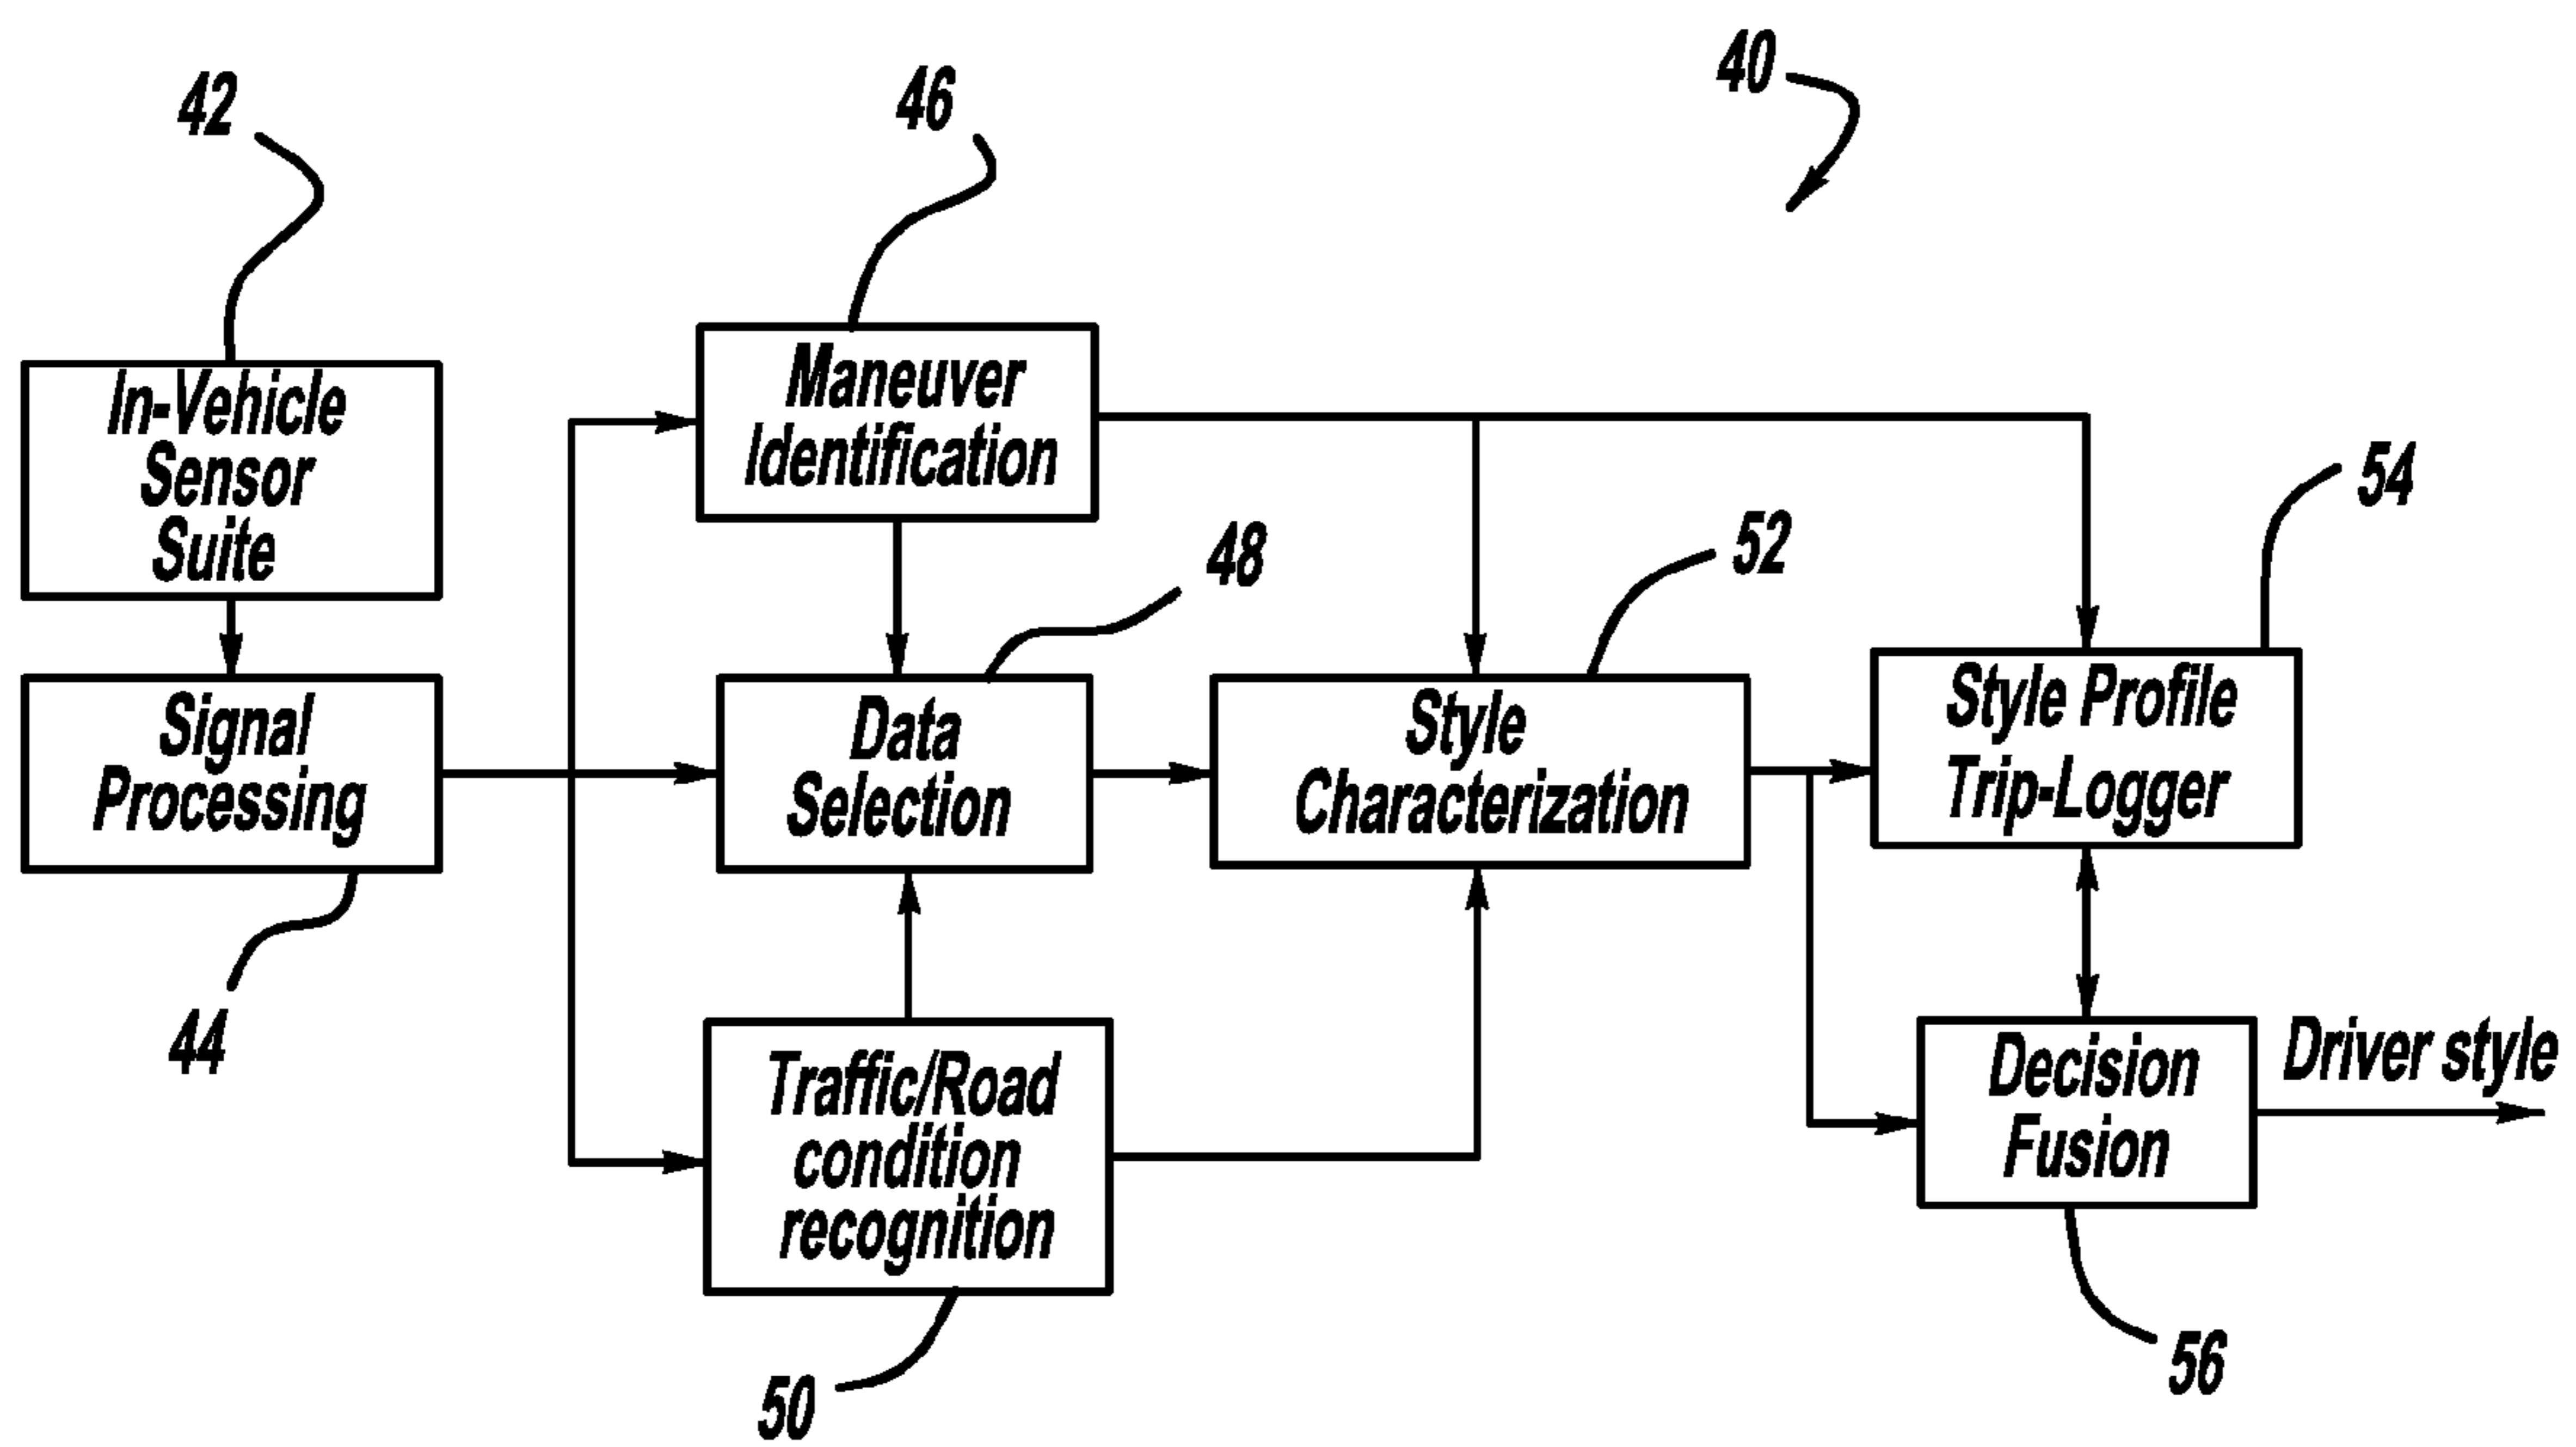 40
42
46
In-Vehicle
Sensor
Suite
Maneuver
Identification
54
48
52
Signal
Processing
Data
Selection
Style
Characterization
Style Profile
Trip-Logger
44
Traffic/Road
condition
recognition
Decision
Fusion
Driver style
50
56